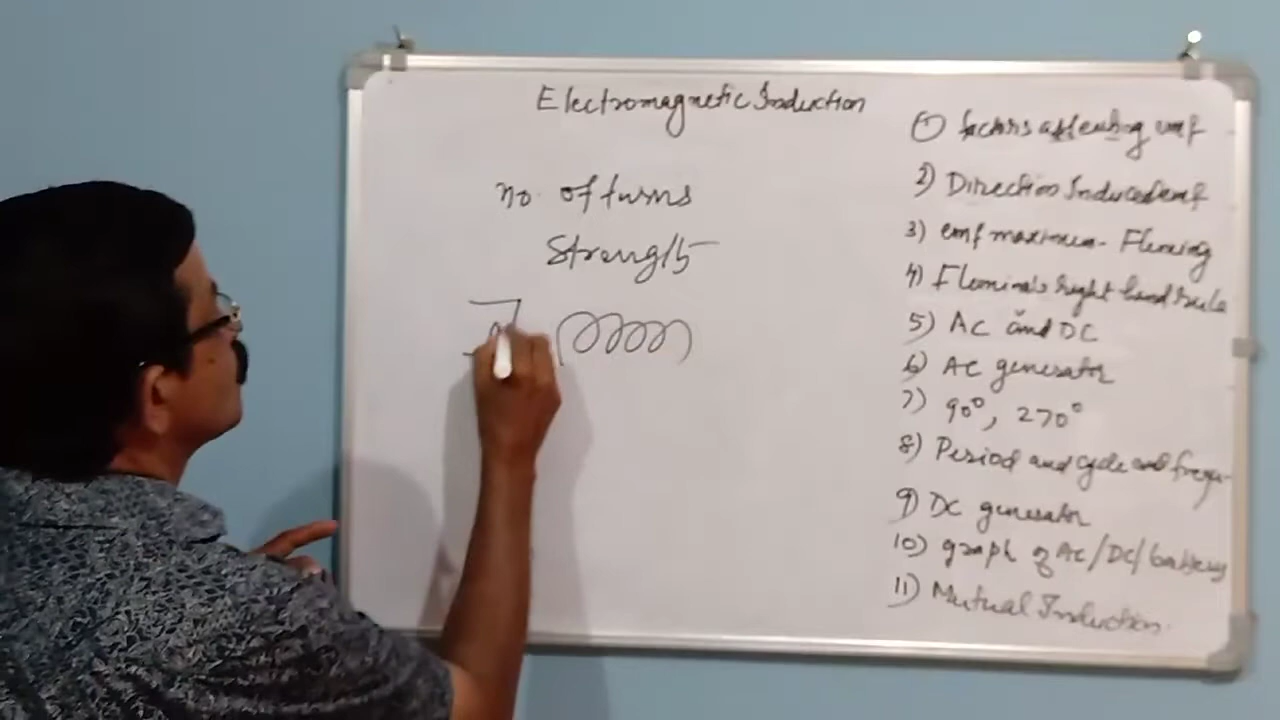 Electromagnetic Induction
no. of turns
Strength
1) factors affecting emf
2) Direction Induced emf
3) emf maximum - Fleming
4) Fleming's right hand rule
5) AC and DC
6) AC generator
7) 90°, 270°
8) Period and cycle and frequ-
9) DC generator
10) graph of AC/DC/battery
11) Mutual Induction